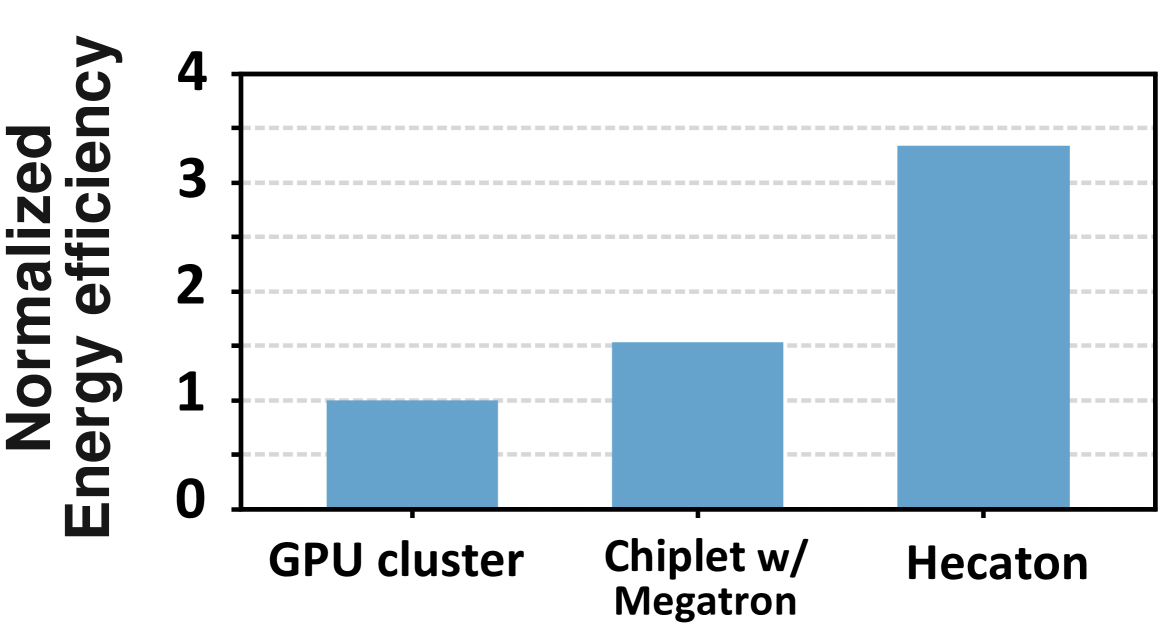 Normalized
Energy efficiency
4
3
2
1
0
GPU cluster
Chiplet w/
Megatron
Hecaton